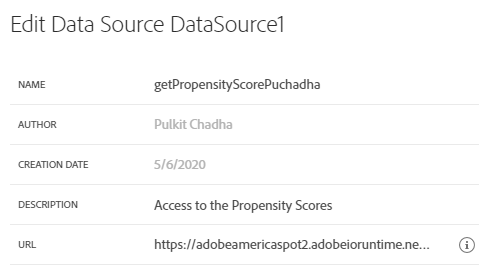 Edit Data Source DataSource1
NAME getPropensityScorePuchadha
AUTHOR Pulkit Chadha
CREATION DATE 5/6/2020
DESCRIPTION Access to the Propensity Scores
URL https://adobeamericaspot2.adobeioruntime.ne...